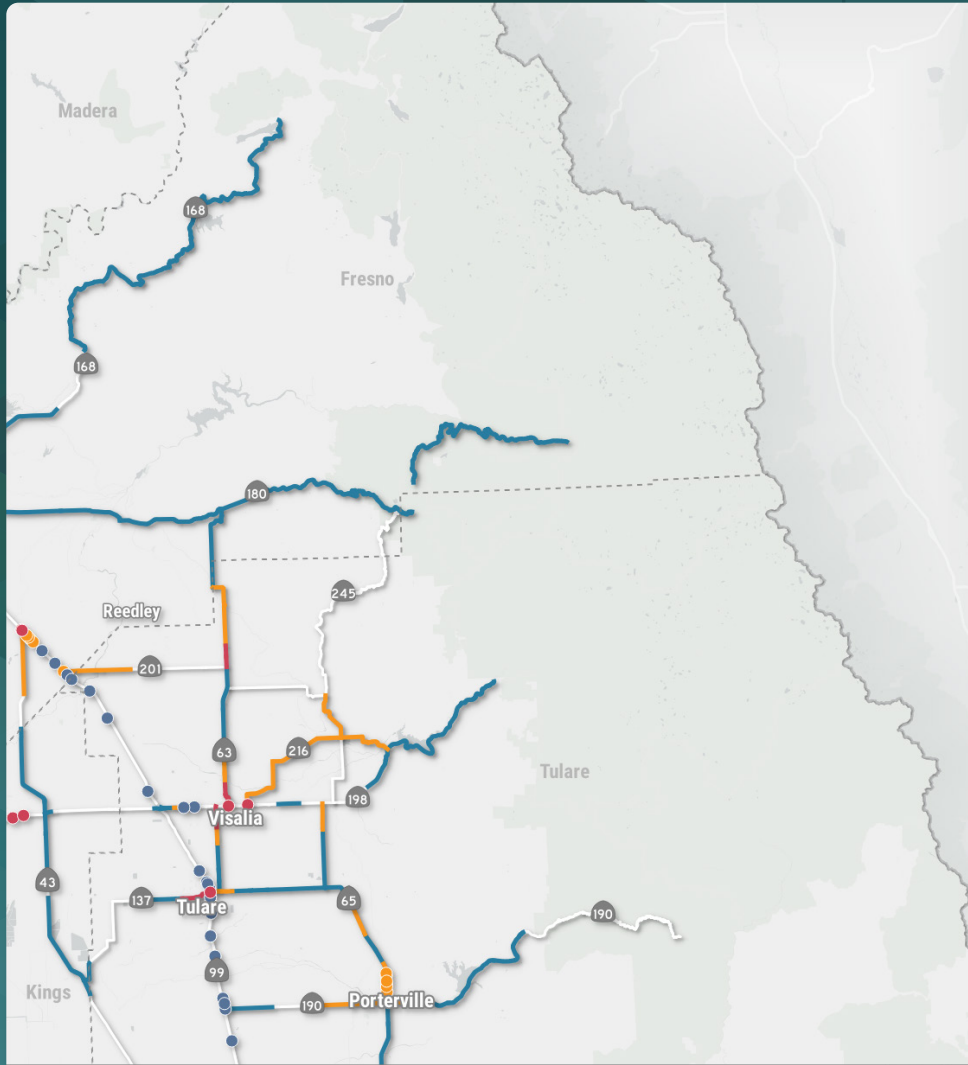 Madera
168
Fresno
168
180
245
Reedley
201
63
216
Tulare
198
Visalia
43
137
65
Tulare
190
99
Kings
190
Porterville